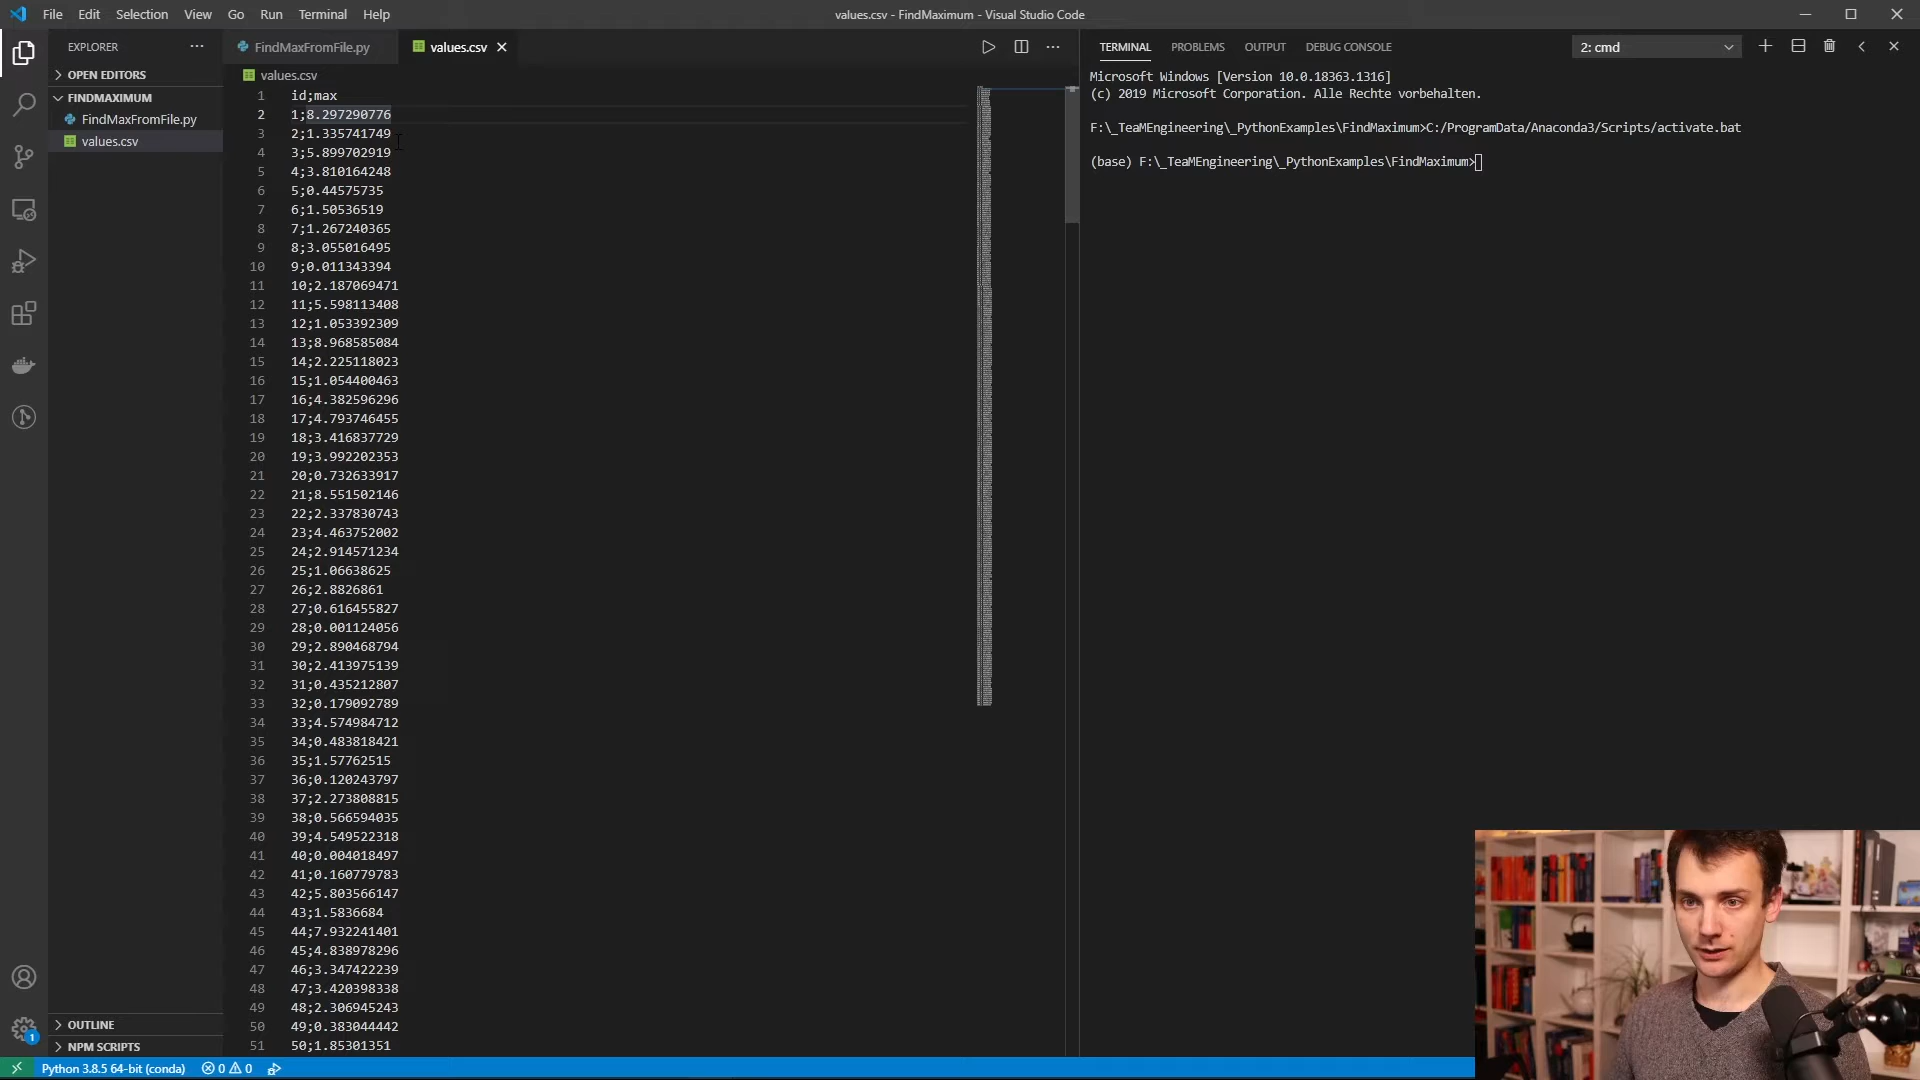 File Edit Selection View Go Run Terminal Help
values.csv - FindMaximum - Visual Studio Code
EXPLORER
OPEN EDITORS
FINDMAXIMUM
FindMaxFromFile.py
values.csv
OUTLINE
NPM SCRIPTS
FindMaxFromFile.py values.csv
values.csv
1 id;max
2 1;8.297290776
3 2;1.335741749
4 3;5.899702919
5 4;3.810164248
6 5;0.44575735
7 6;1.50536519
8 7;1.267240365
9 8;3.055016495
10 9;0.011343394
11 10;2.187069471
12 11;5.598113408
13 12;1.053392309
14 13;8.968585084
15 14;2.225118023
16 15;1.054400463
17 16;4.382596296
18 17;4.793746455
19 18;3.416837729
20 19;3.992202353
21 20;0.732633917
22 21;8.551502146
23 22;2.337830743
24 23;4.463752002
25 24;2.914571234
26 25;1.06638625
27 26;2.8826861
28 27;0.616455827
29 28;0.001124056
30 29;2.890468794
31 30;2.413975139
32 31;0.435212807
33 32;0.179092789
34 33;4.574984712
35 34;0.483818421
36 35;1.57762515
37 36;0.120243797
38 37;2.273808815
39 38;0.566594035
40 39;4.549522318
41 40;0.004018497
42 41;0.160779783
43 42;5.803566147
44 43;1.5836684
45 44;7.932241401
46 45;4.838978296
47 46;3.347422239
48 47;3.420398338
49 48;2.306945243
50 49;0.383044442
51 50;1.85301351
TERMINAL PROBLEMS OUTPUT DEBUG CONSOLE
2: cmd
Microsoft Windows [Version 10.0.18363.1316]
(c) 2019 Microsoft Corporation. Alle Rechte vorbehalten.
F:\_TeaMEngineering\_PythonExamples\FindMaximum>C:/ProgramData/Anaconda3/Scripts/activate.bat
(base) F:\_TeaMEngineering\_PythonExamples\FindMaximum>
1
Python 3.8.5 64-bit (conda) 0 0